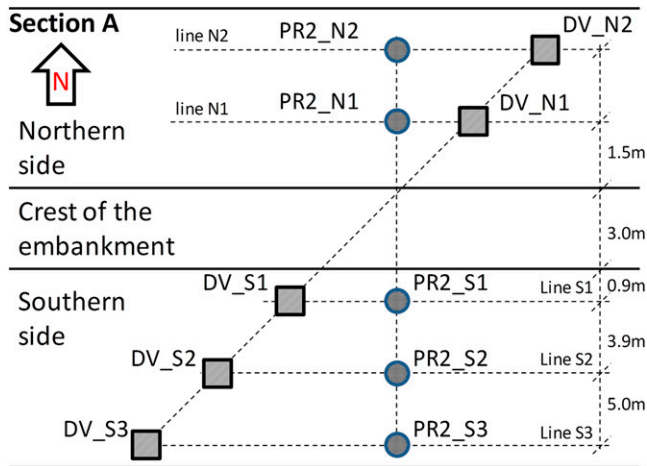 Section A
N
Northern
side
line N2
PR2_N2
DV_N2
line N1
PR2_N1
DV_N1
1.5m
Crest of the
embankment
3.0m
Southern
side
DV_S1
PR2_S1
Line S1
0.9m
DV_S2
PR2_S2
Line S2
3.9m
DV_S3
PR2_S3
Line S3
5.0m